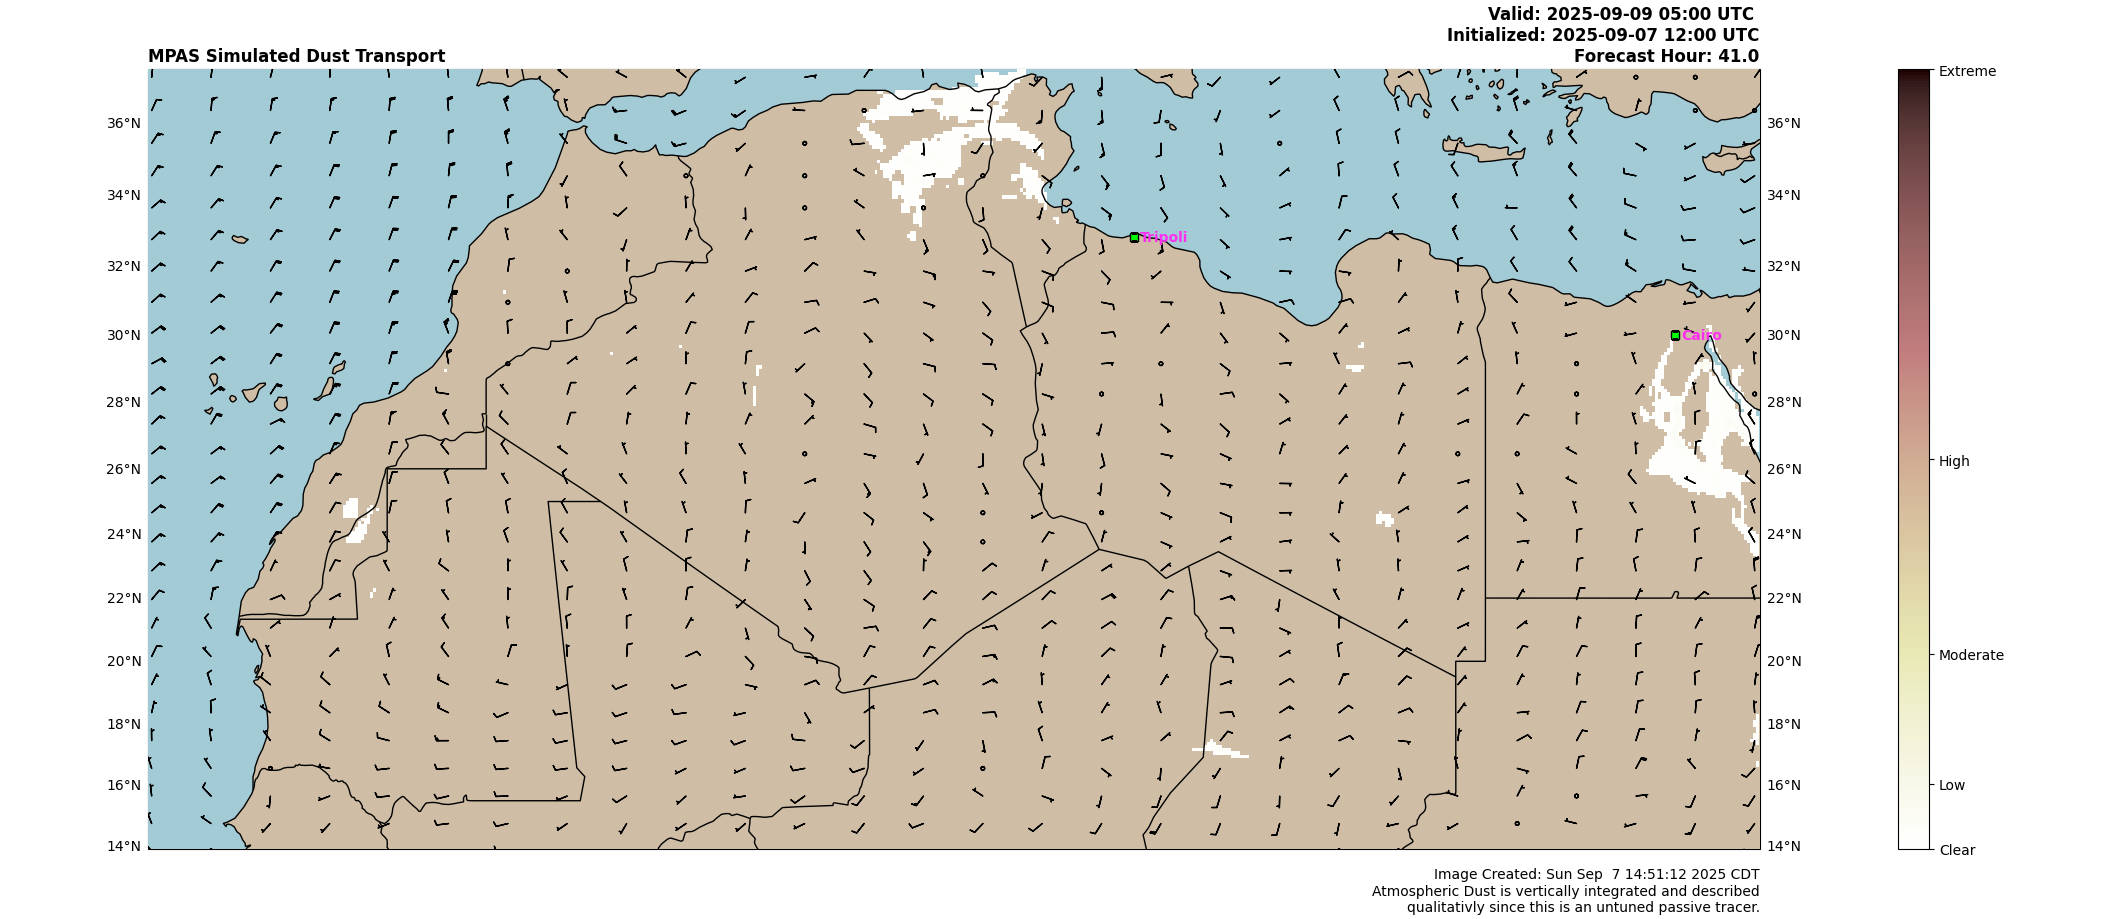 Valid: 2025-09-09 05:00 UTC
Initialized: 2025-09-07 12:00 UTC
MPAS Simulated Dust Transport
Forecast Hour: 41.0
Extreme
36°N
36°N
34°N
34°N
Tripoli
32°N
32°N
30°N
Cairo
30°N
28°N
28°N
26°N
26°N
High
24°N
24°N
22°N
22°N
20°N
20°N
Moderate
18°N
18°N
16°N
16°N
Low
14°N
14°N
Clear
Image Created: Sun Sep  7 14:51:12 2025 CDT
Atmospheric Dust is vertically integrated and described
qualitativly since this is an untuned passive tracer.